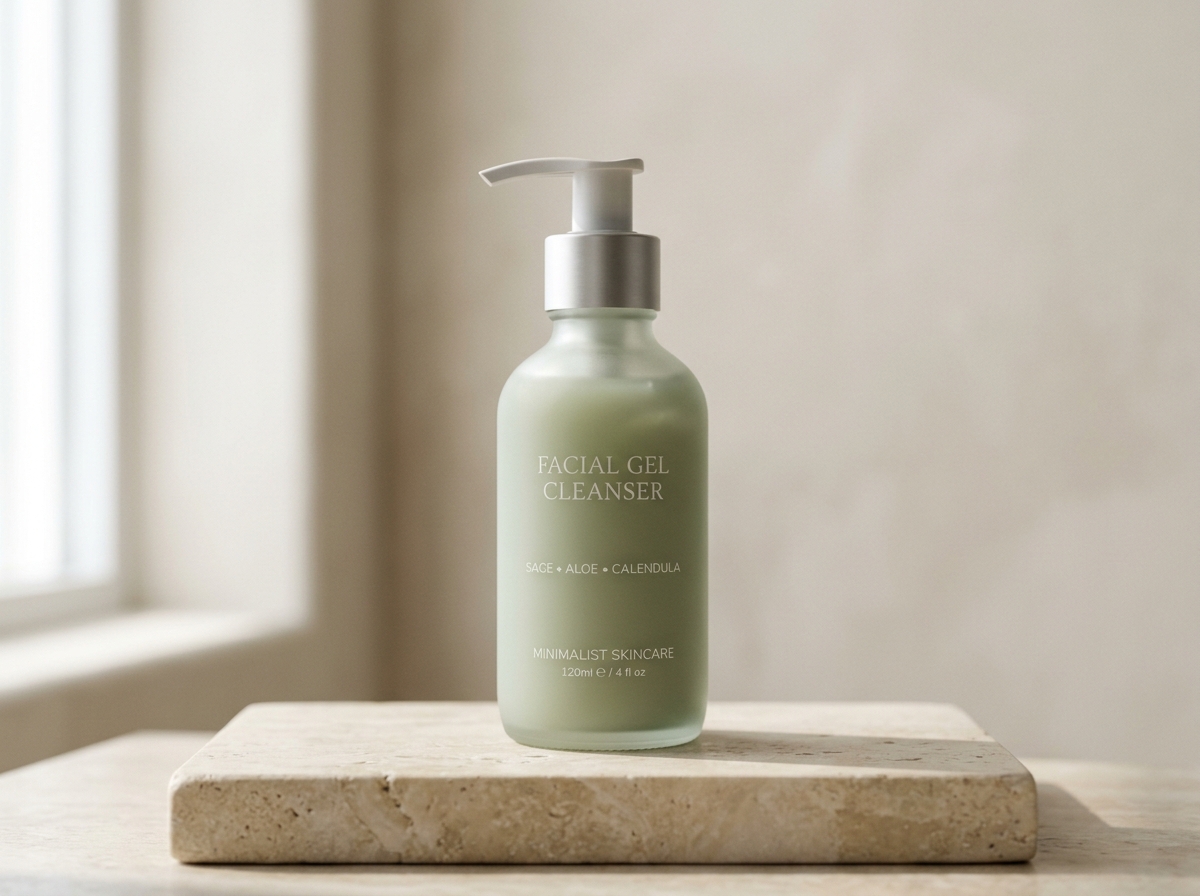 FACIAL GEL
CLEANSER
SAGE • ALOE • CALENDULA
MINIMALIST SKINCARE
120ml ℮ / 4 fl oz